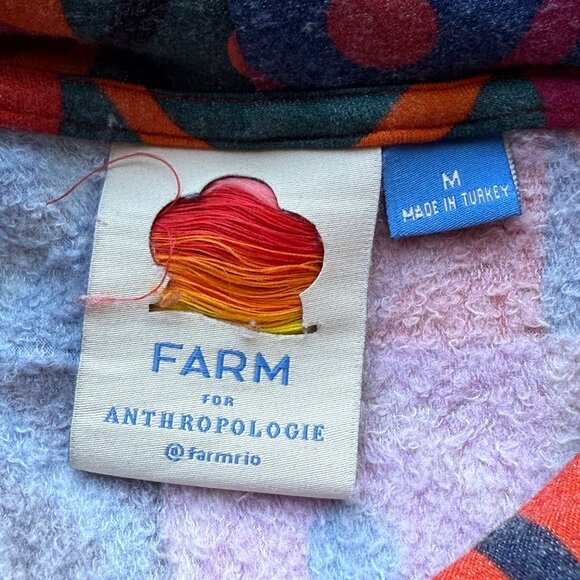 FARM
FOR
ANTHROPOLOGIE
@farmrio
M
MADE IN TURKEY